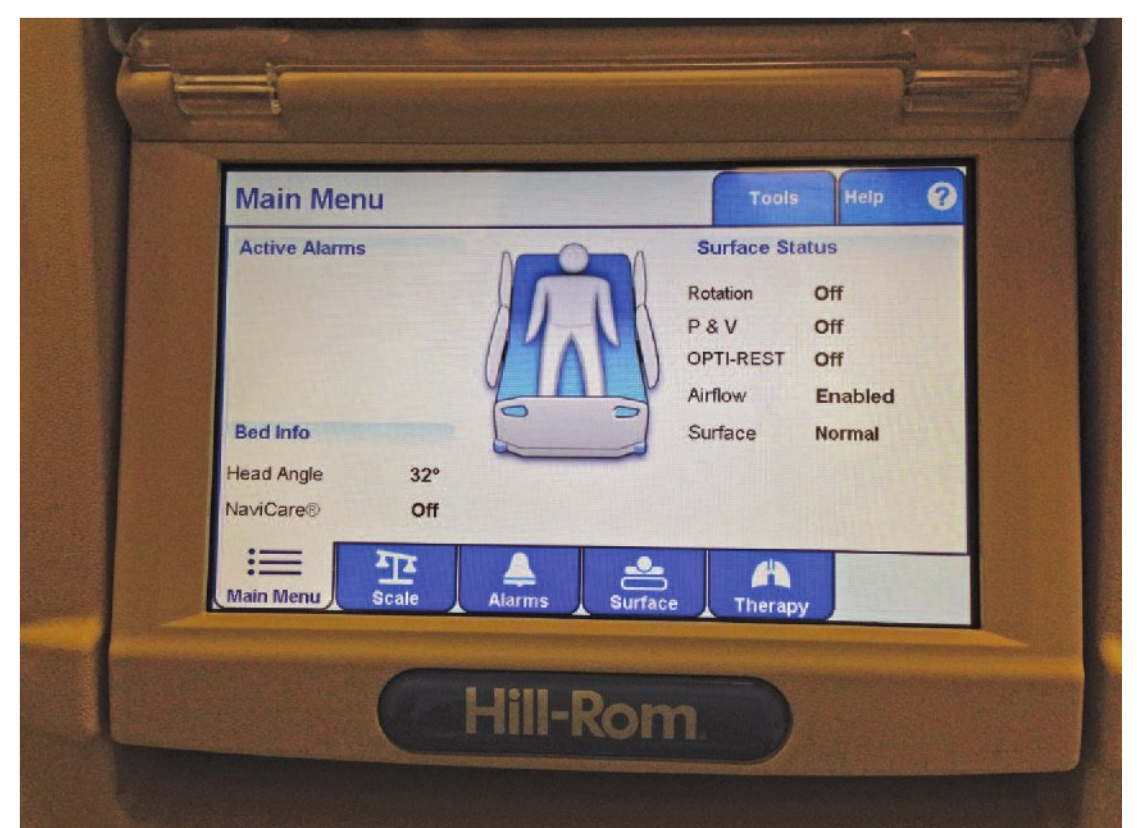 Main Menu
Tools
Help ?
Active Alarms
Surface Status
Rotation Off
P & V Off
OPTI-REST Off
Airflow Enabled
Surface Normal
Bed Info
Head Angle 32°
NaviCare® Off
Main Menu
Scale
Alarms
Surface
Therapy
Hill-Rom